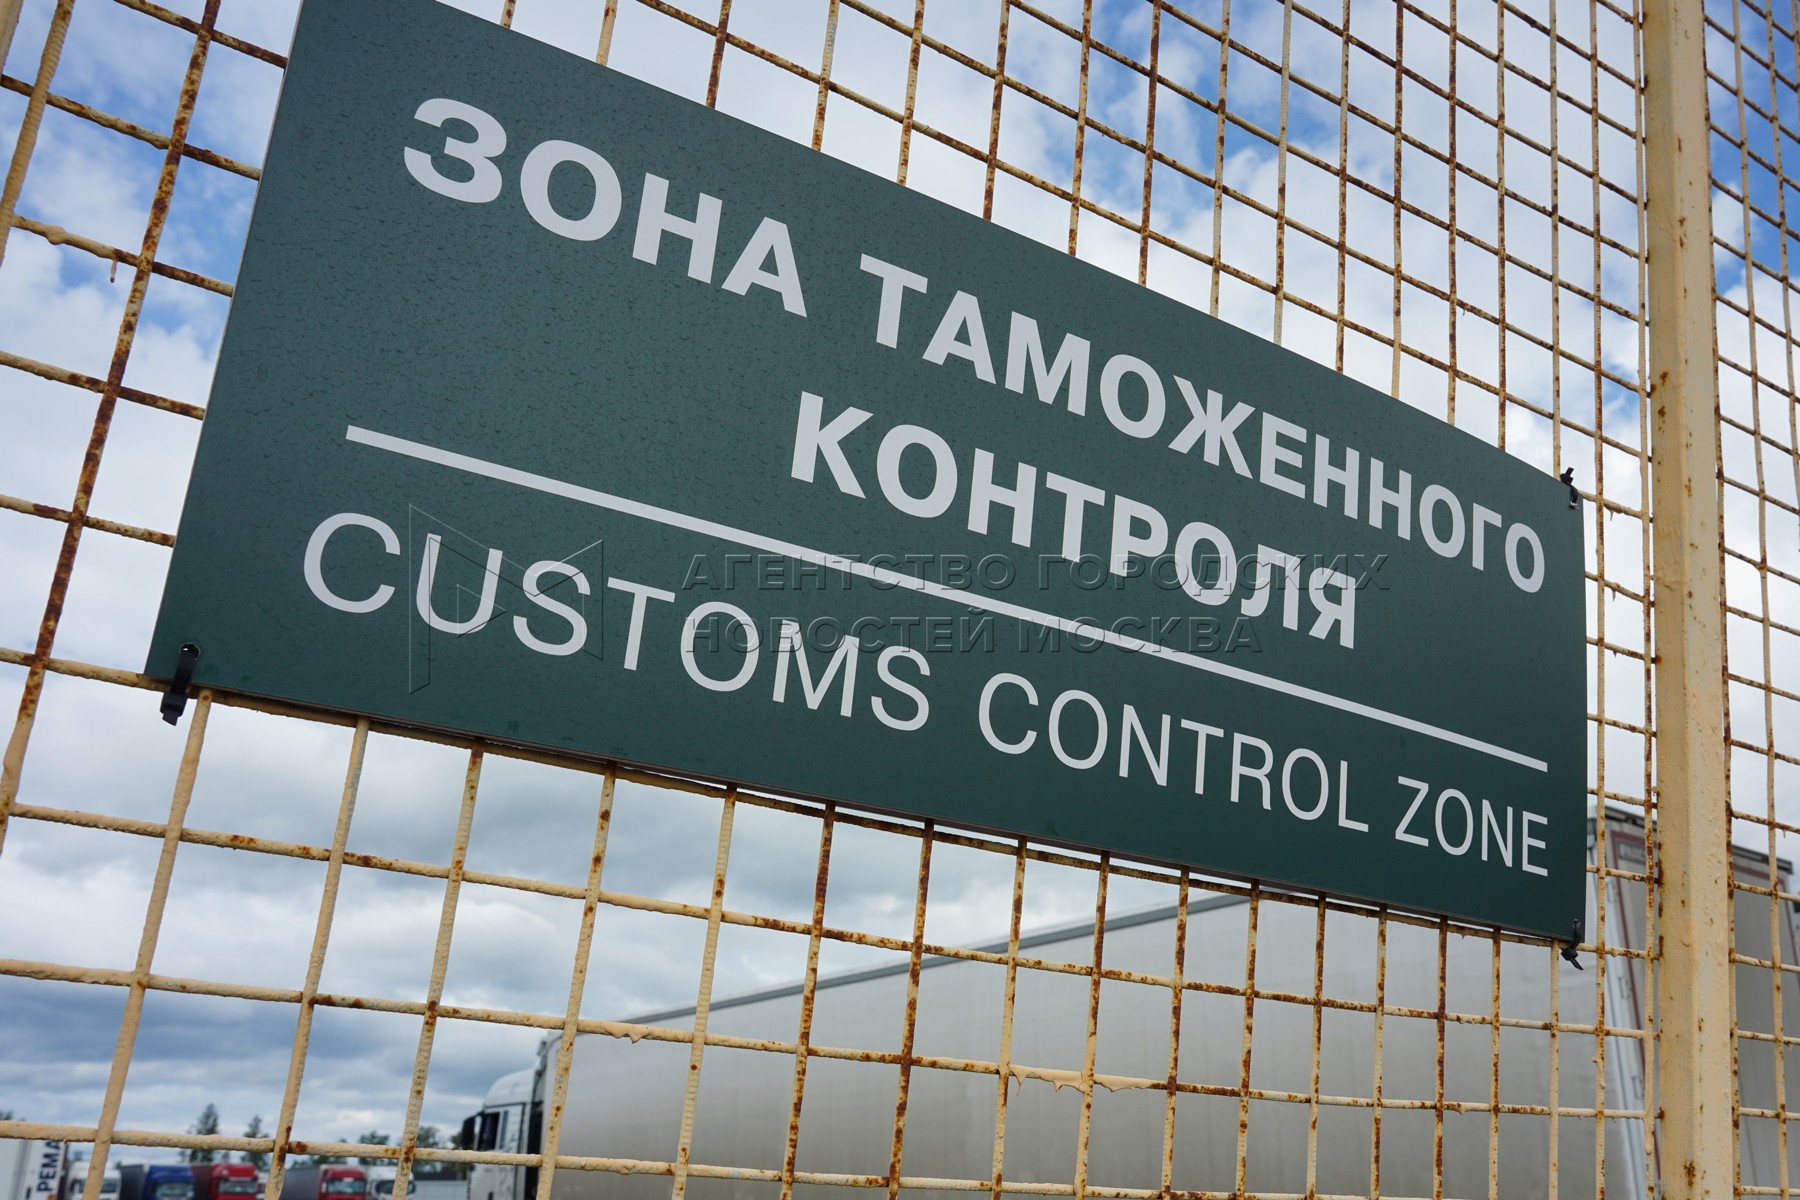 ЗОНА ТАМОЖЕННОГО
КОНТРОЛЯ
CUSTOMS CONTROL ZONE
АГЕНТСТВО ГОРОДСКИХ
НОВОСТЕЙ МОСКВА